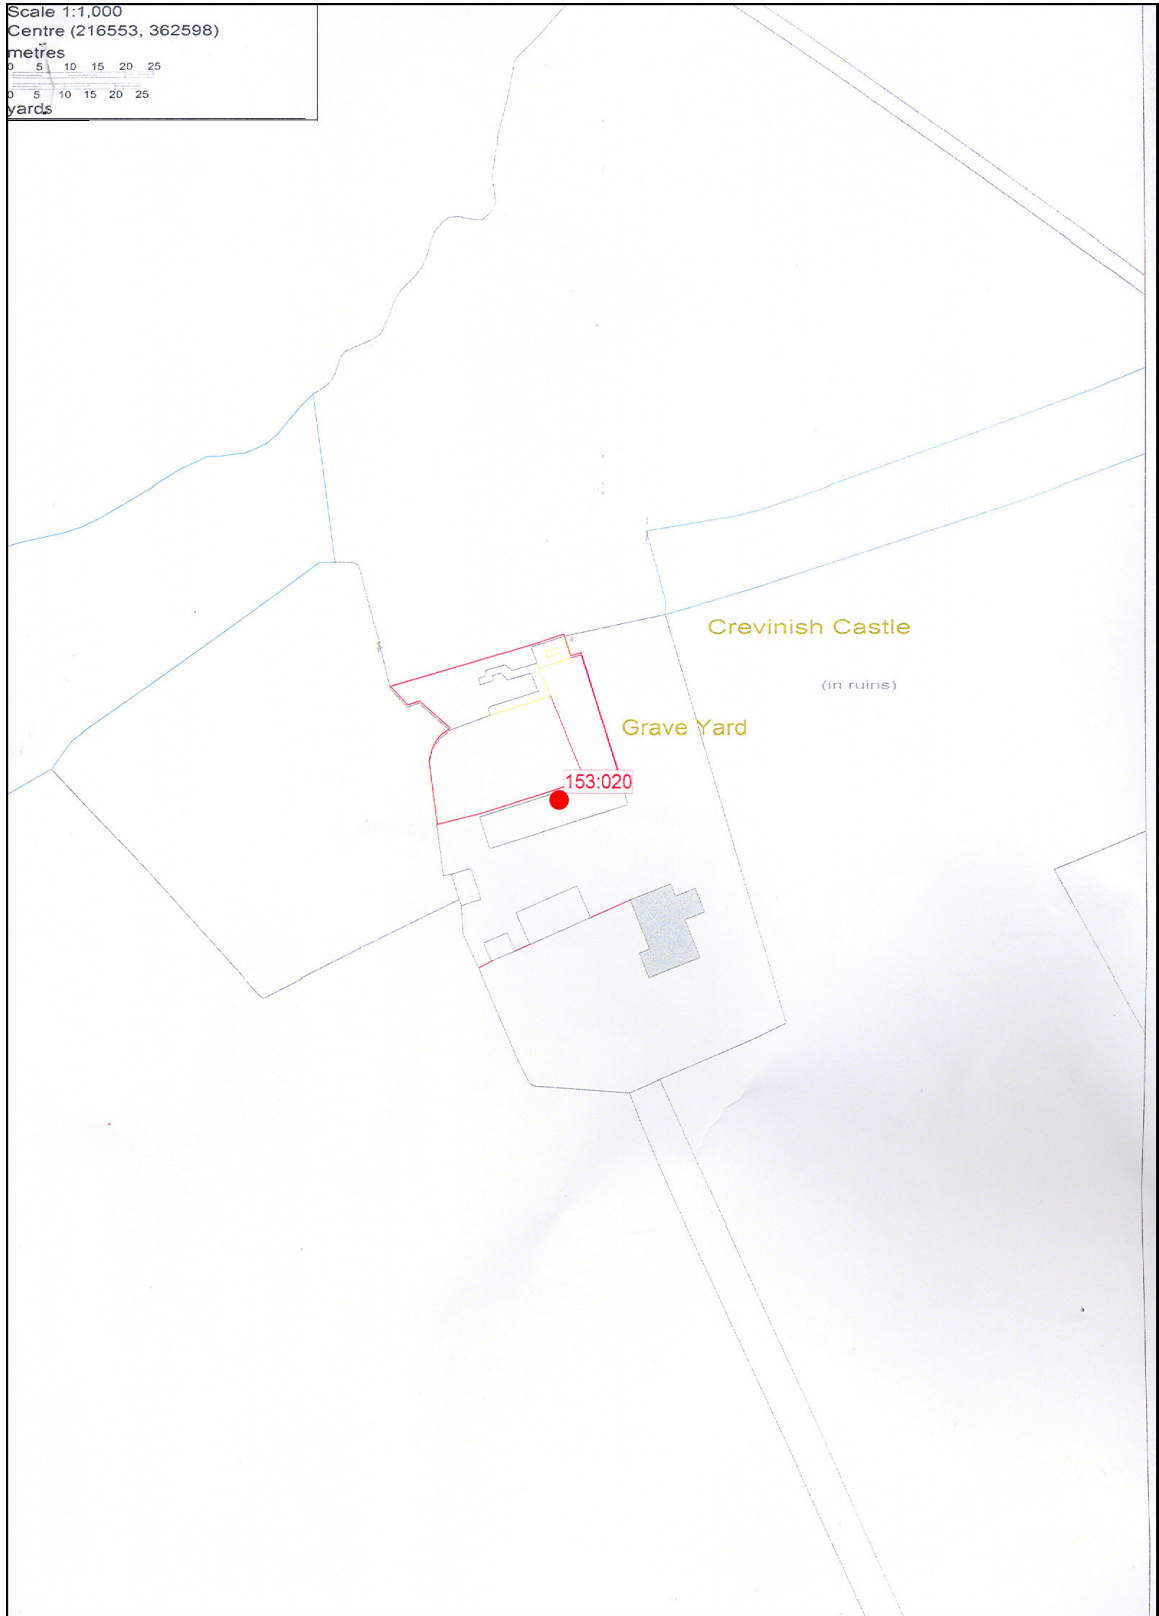 Scale 1:1,000
Centre (216553, 362598)
metres
0 5 10 15 20 25
0 5 10 15 20 25
yards
Crevinish Castle
(in ruins)
Grave Yard
153:020